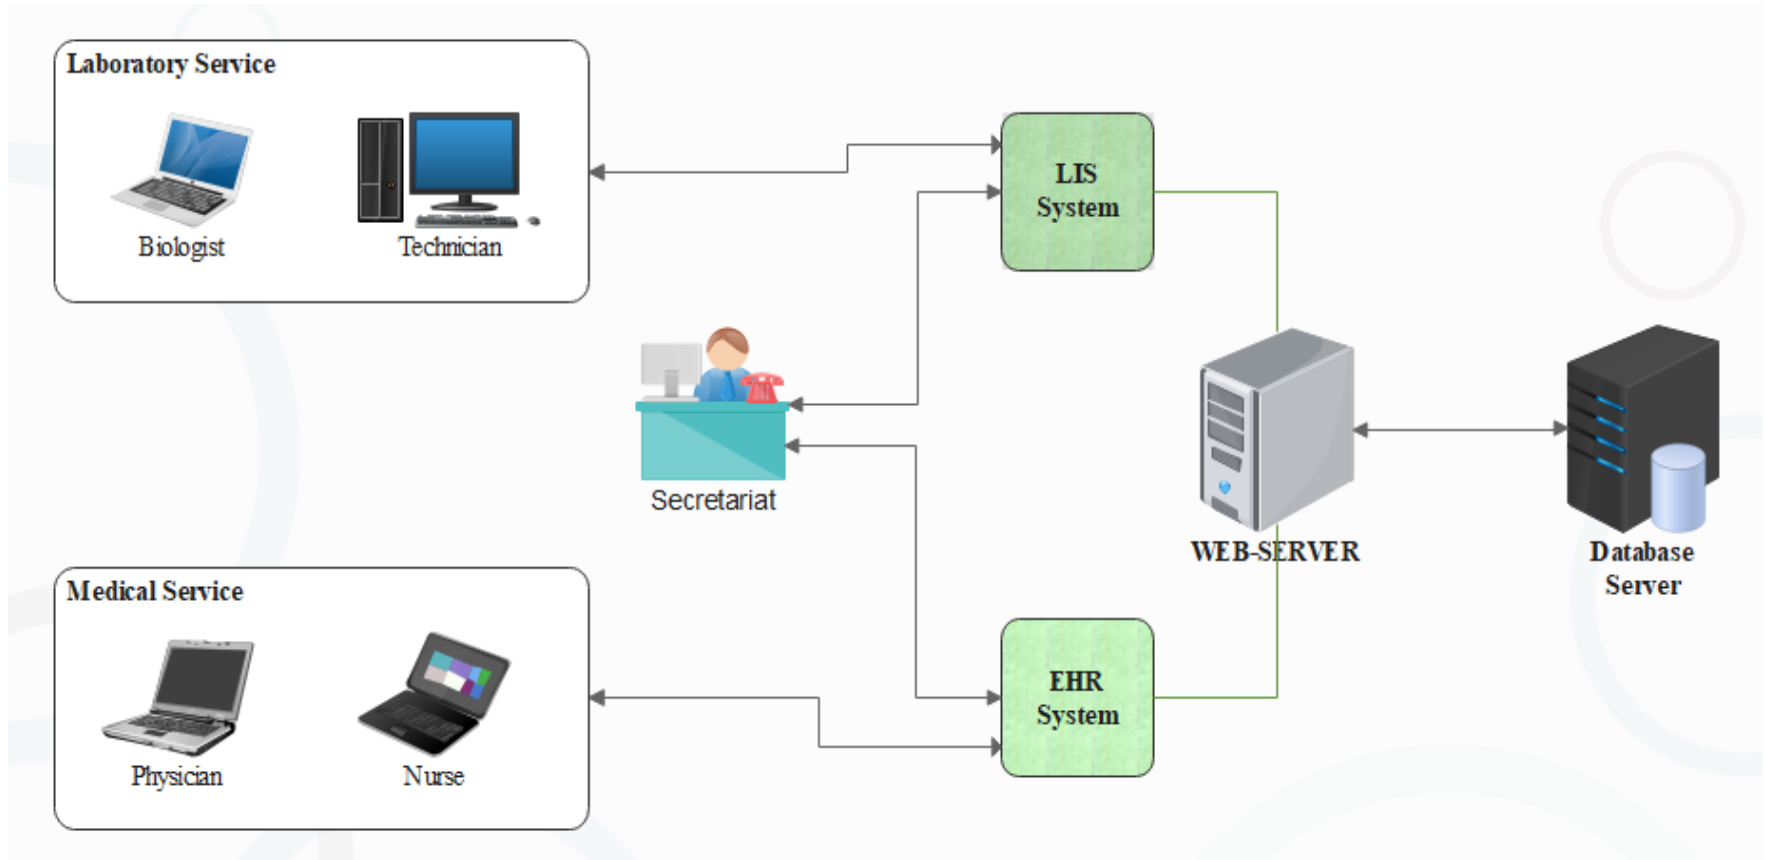 Laboratory Service
Biologist
Technician
LIS
System
Secretariat
WEB-SERVER
Database
Server
Medical Service
Physician
Nurse
EHR
System